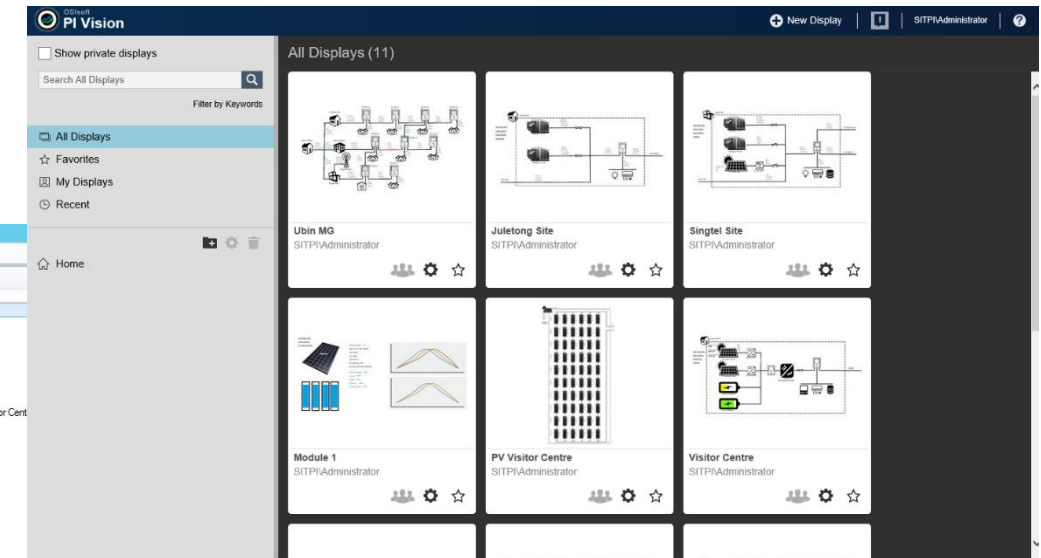 OSIsoft
PI Vision
New Display
SITPI\Administrator
Show private displays
All Displays (11)
Search All Displays
Filter by Keywords
All Displays
Favorites
My Displays
Recent
Home
or Cent
Ubin MG
SITPI\Administrator
Juletong Site
SITPI\Administrator
Singtel Site
SITPI\Administrator
Module 1
SITPI\Administrator
PV Visitor Centre
SITPI\Administrator
Visitor Centre
SITPI\Administrator